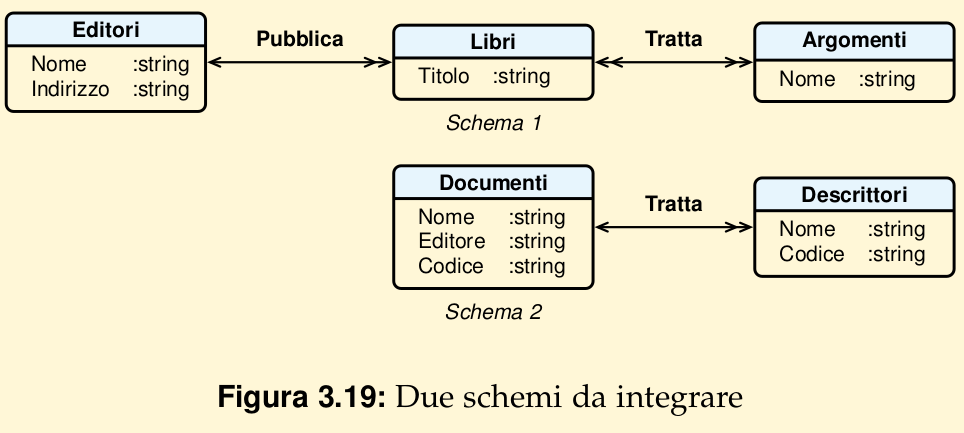 Editori
Nome :string
Indirizzo :string
Pubblica
Libri
Titolo :string
Tratta
Argomenti
Nome :string
Schema 1
Documenti
Nome :string
Editore :string
Codice :string
Tratta
Descrittori
Nome :string
Codice :string
Schema 2
Figura 3.19: Due schemi da integrare